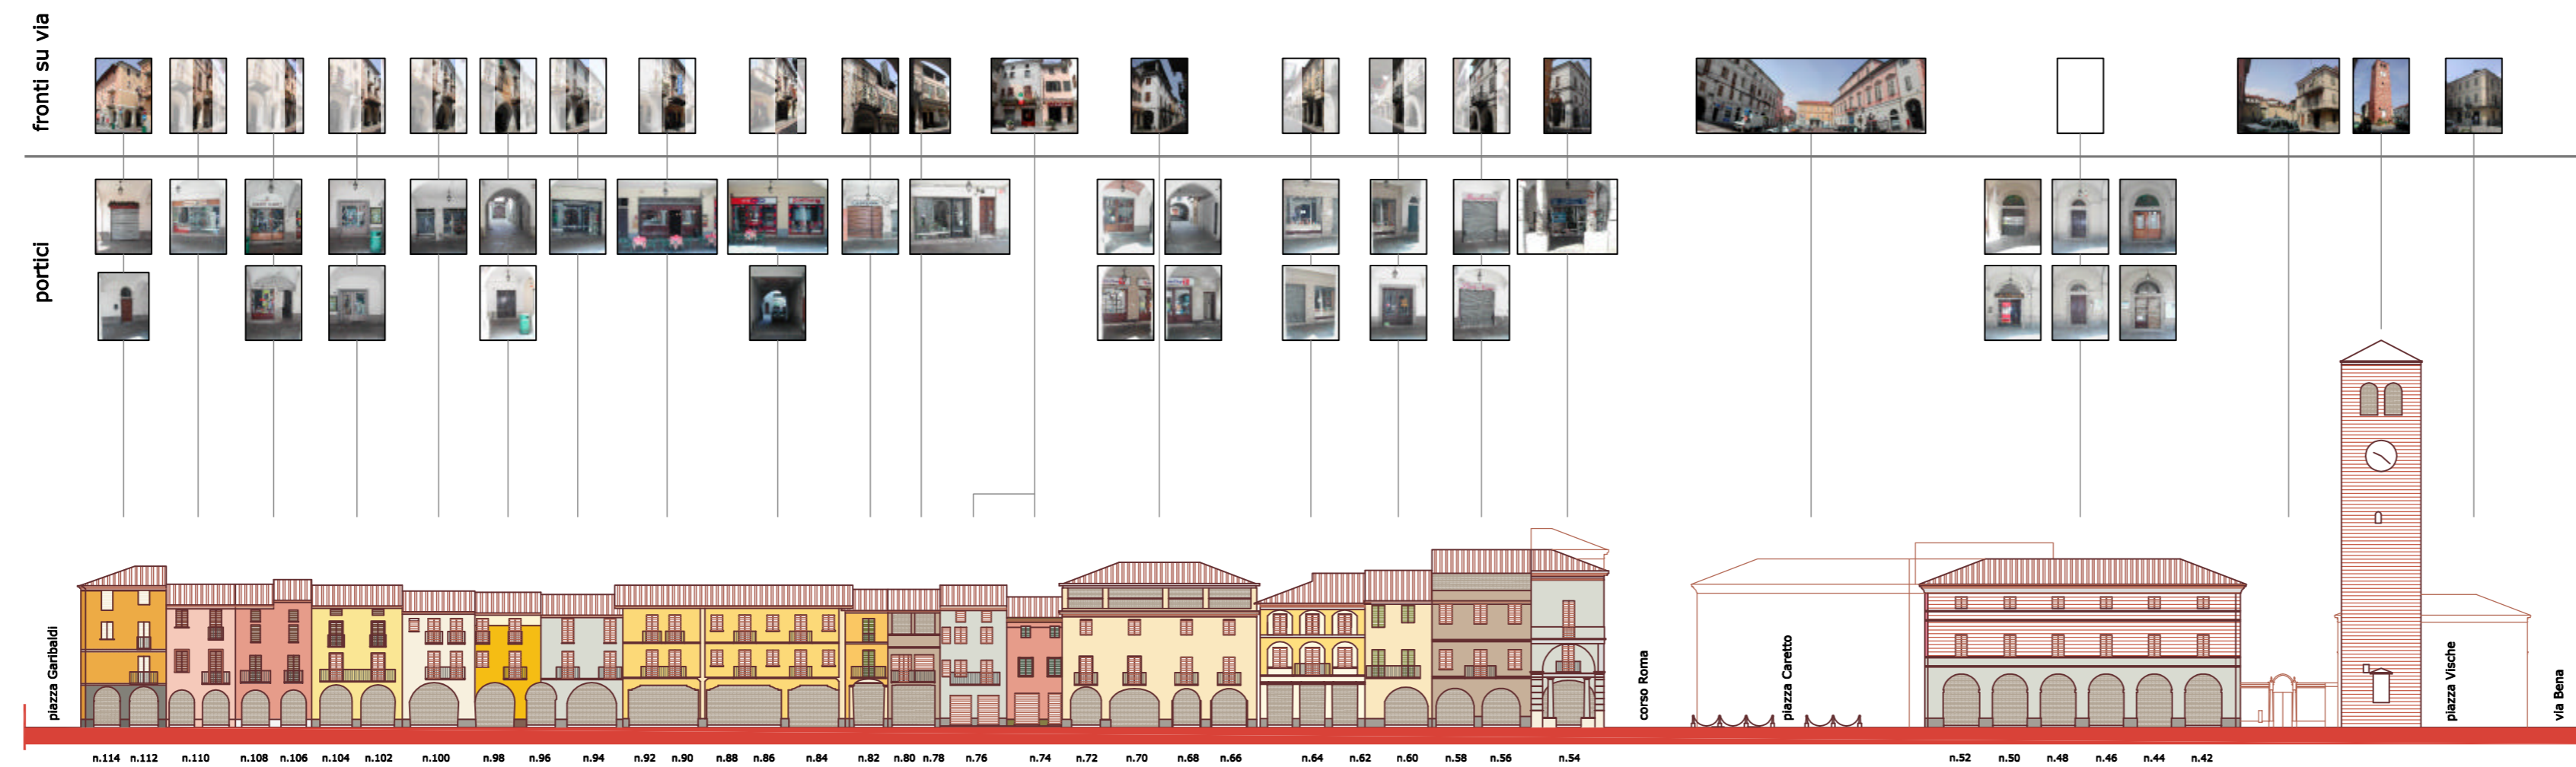 fronti su via
portici
piazza Garibaldi
corso Roma
piazza Caretto
piazza Vische
via Bena
n.114 n.112 n.110 n.108 n.106 n.104 n.102 n.100 n.98 n.96 n.94 n.92 n.90 n.88 n.86 n.84 n.82 n.80 n.78 n.76 n.74 n.72 n.70 n.68 n.66 n.64 n.62 n.60 n.58 n.56 n.54 n.52 n.50 n.48 n.46 n.44 n.42